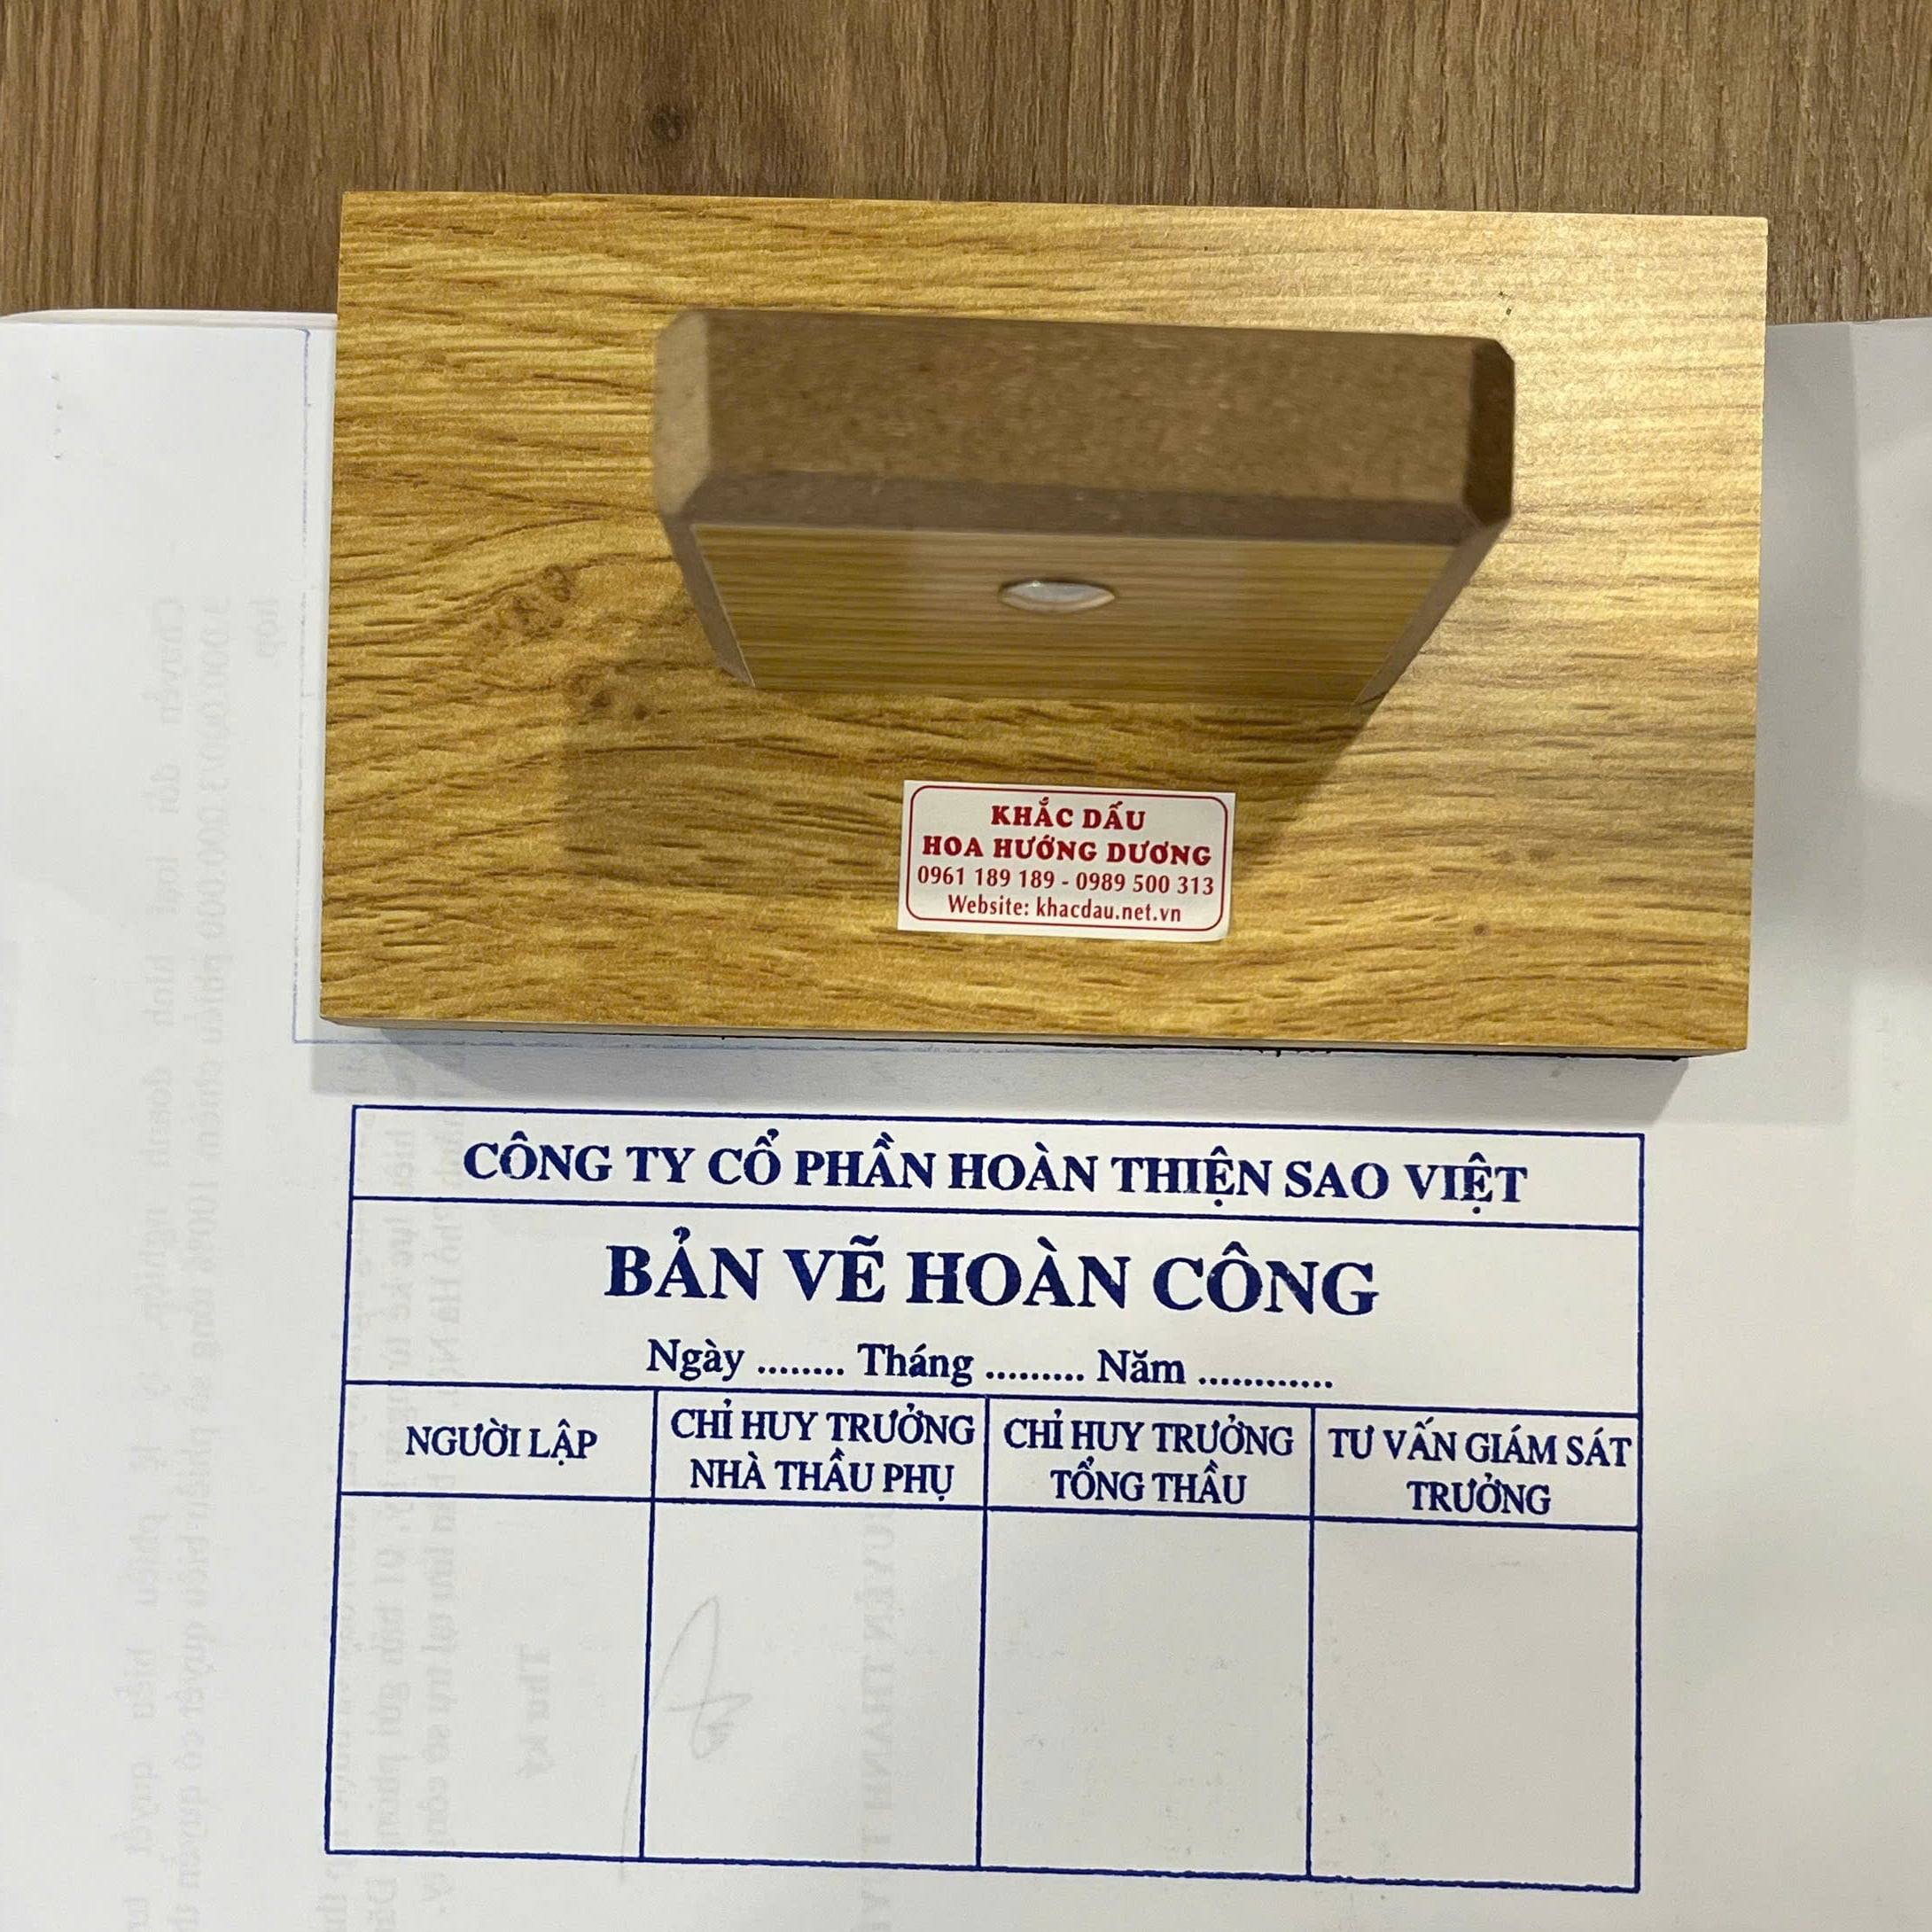 KHẮC DẤU
HOA HƯỚNG DƯƠNG
0961 189 189 - 0989 500 313
Website: khacdau.net.vn
CÔNG TY CỔ PHẦN HOÀN THIỆN SAO VIỆT
BẢN VẼ HOÀN CÔNG
Ngày ........ Tháng ......... Năm ............
NGƯỜI LẬP
CHỈ HUY TRƯỞNG
NHÀ THẦU PHỤ
CHỈ HUY TRƯỞNG
TỔNG THẦU
TƯ VẤN GIÁM SÁT
TRƯỞNG